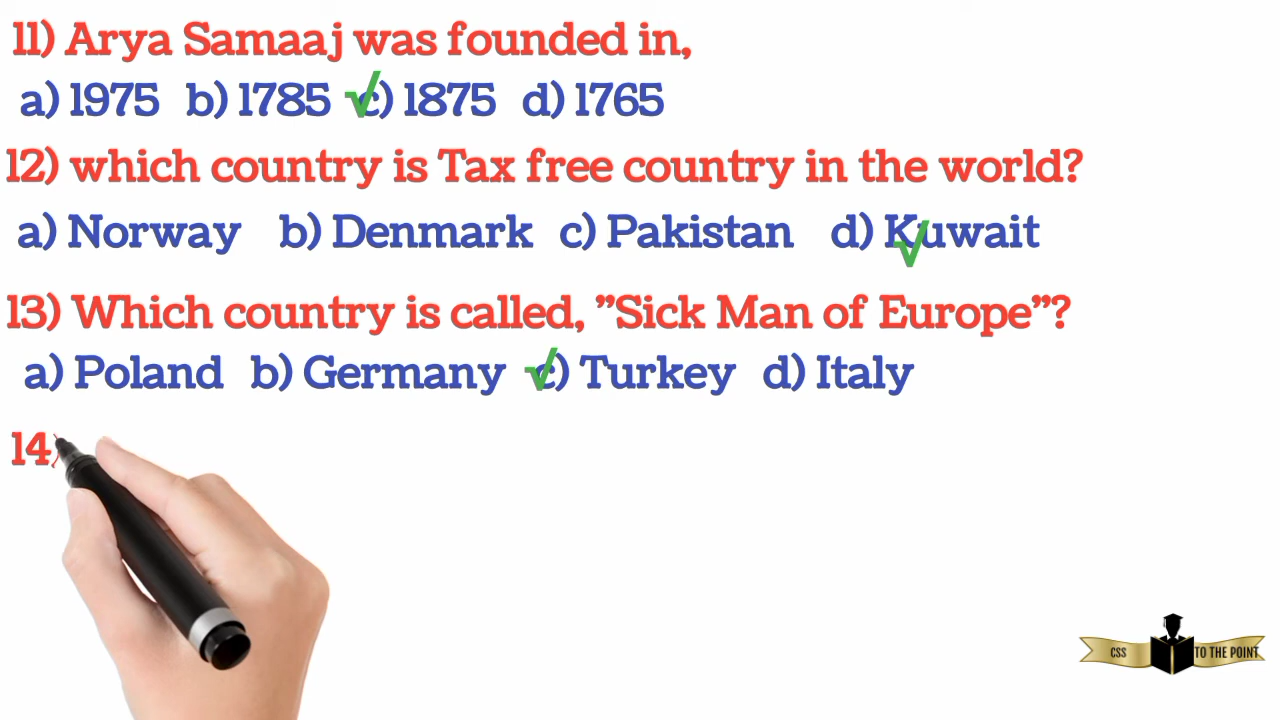 11) Arya Samaaj was founded in,
a) 1975 b) 1785 √c) 1875 d) 1765
12) which country is Tax free country in the world?
a) Norway b) Denmark c) Pakistan d) Kuwait √
13) Which country is called, ”Sick Man of Europe”?
a) Poland b) Germany √c) Turkey d) Italy
14)
CSS TO THE POINT